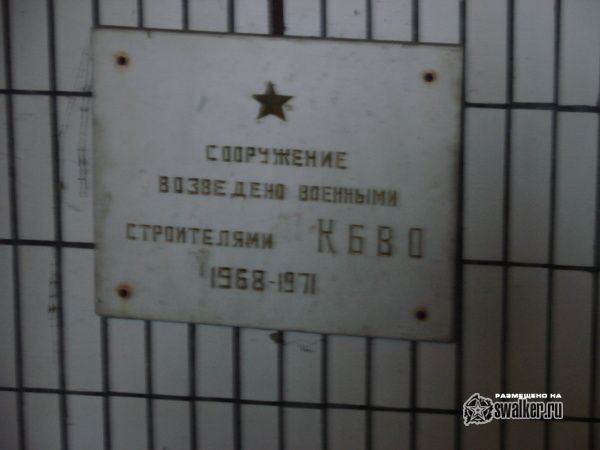 СООРУЖЕНИЕ
ВОЗВЕДЕНО ВОЕННЫМИ
СТРОИТЕЛЯМИ КБВО
1968-1971
РАЗМЕЩЕНО НА
swalker.ru